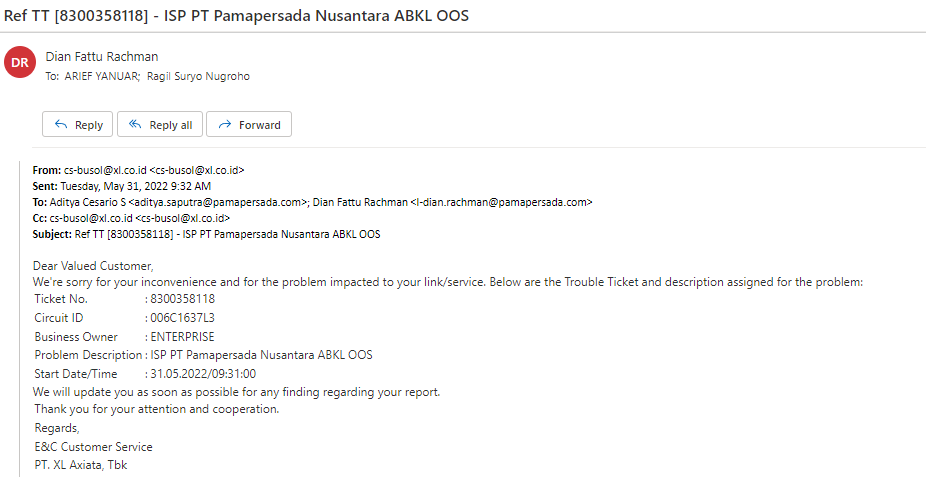 Ref TT [8300358118] - ISP PT Pamapersada Nusantara ABKL OOS
DR
Dian Fattu Rachman
To: ARIEF YANUAR; Ragil Suryo Nugroho
Reply
Reply all
Forward
From: cs-busol@xl.co.id <cs-busol@xl.co.id>
Sent: Tuesday, May 31, 2022 9:32 AM
To: Aditya Cesario S <aditya.saputra@pamapersada.com>; Dian Fattu Rachman <l-dian.rachman@pamapersada.com>
Cc: cs-busol@xl.co.id <cs-busol@xl.co.id>
Subject: Ref TT [8300358118] - ISP PT Pamapersada Nusantara ABKL OOS
Dear Valued Customer,
We're sorry for your inconvenience and for the problem impacted to your link/service. Below are the Trouble Ticket and description assigned for the problem:
Ticket No. : 8300358118
Circuit ID : 006C1637L3
Business Owner : ENTERPRISE
Problem Description : ISP PT Pamapersada Nusantara ABKL OOS
Start Date/Time : 31.05.2022/09:31:00
We will update you as soon as possible for any finding regarding your report.
Thank you for your attention and cooperation.
Regards,
E&C Customer Service
PT. XL Axiata, Tbk